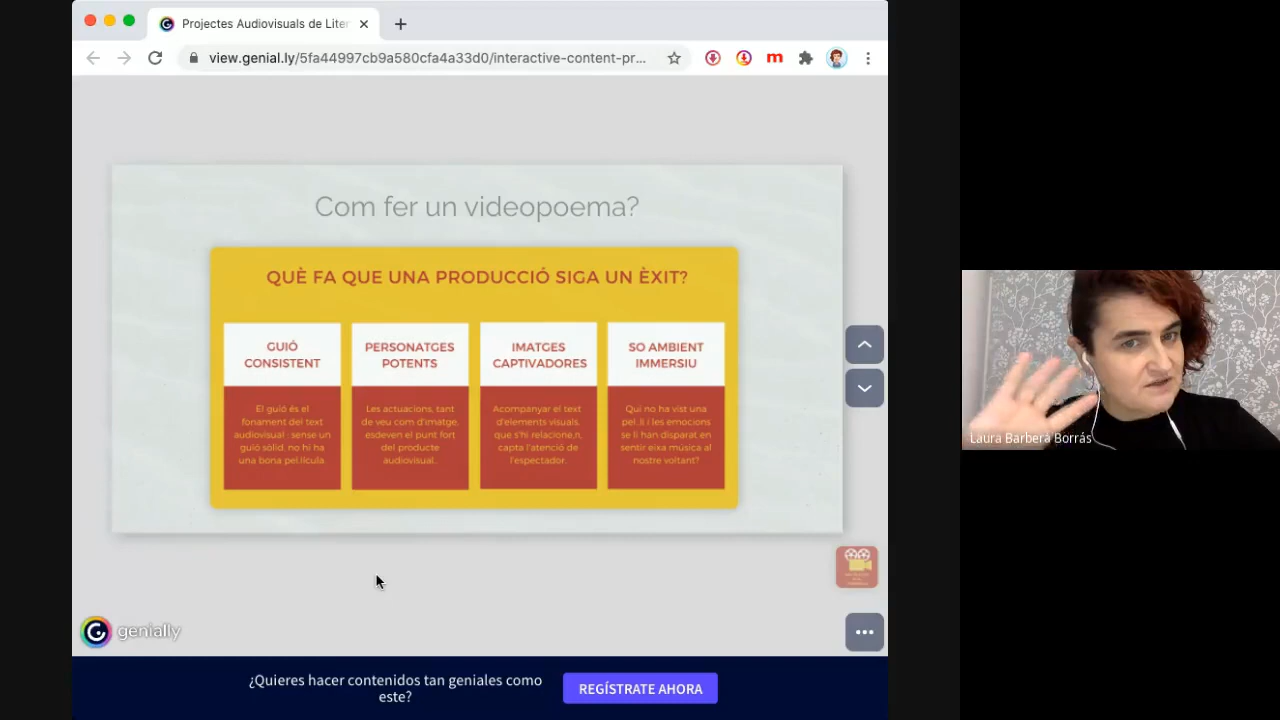 Projectes Audiovisuals de Liter
view.genial.ly/5fa44997cb9a580cfa4a33d0/interactive-content-pr...
m
Com fer un videopoema?
QUÈ FA QUE UNA PRODUCCIÓ SIGA UN ÈXIT?
GUIÓ
CONSISTENT
El guió és el
fonament del text
audiovisual · sense un
guió sòlid, no hi ha
una bona pel.lícula.
PERSONATGES
POTENTS
Les actuacions, tant
de veu com d'imatge,
esdeven el punt fort
del producte
audiovisual.
IMATGES
CAPTIVADORES
Acompanyar el text
d'elements visuals,
que s'hi relacione,n,
capta l'atenció de
l'espectador.
SO AMBIENT
IMMERSIU
Qui no ha vist una
pel..li i les emocions
se li han disparat en
sentir eixa música al
nostre voltant?
Laura Barberà Borrás
genially
¿Quieres hacer contenidos tan geniales como
este?
REGÍSTRATE AHORA